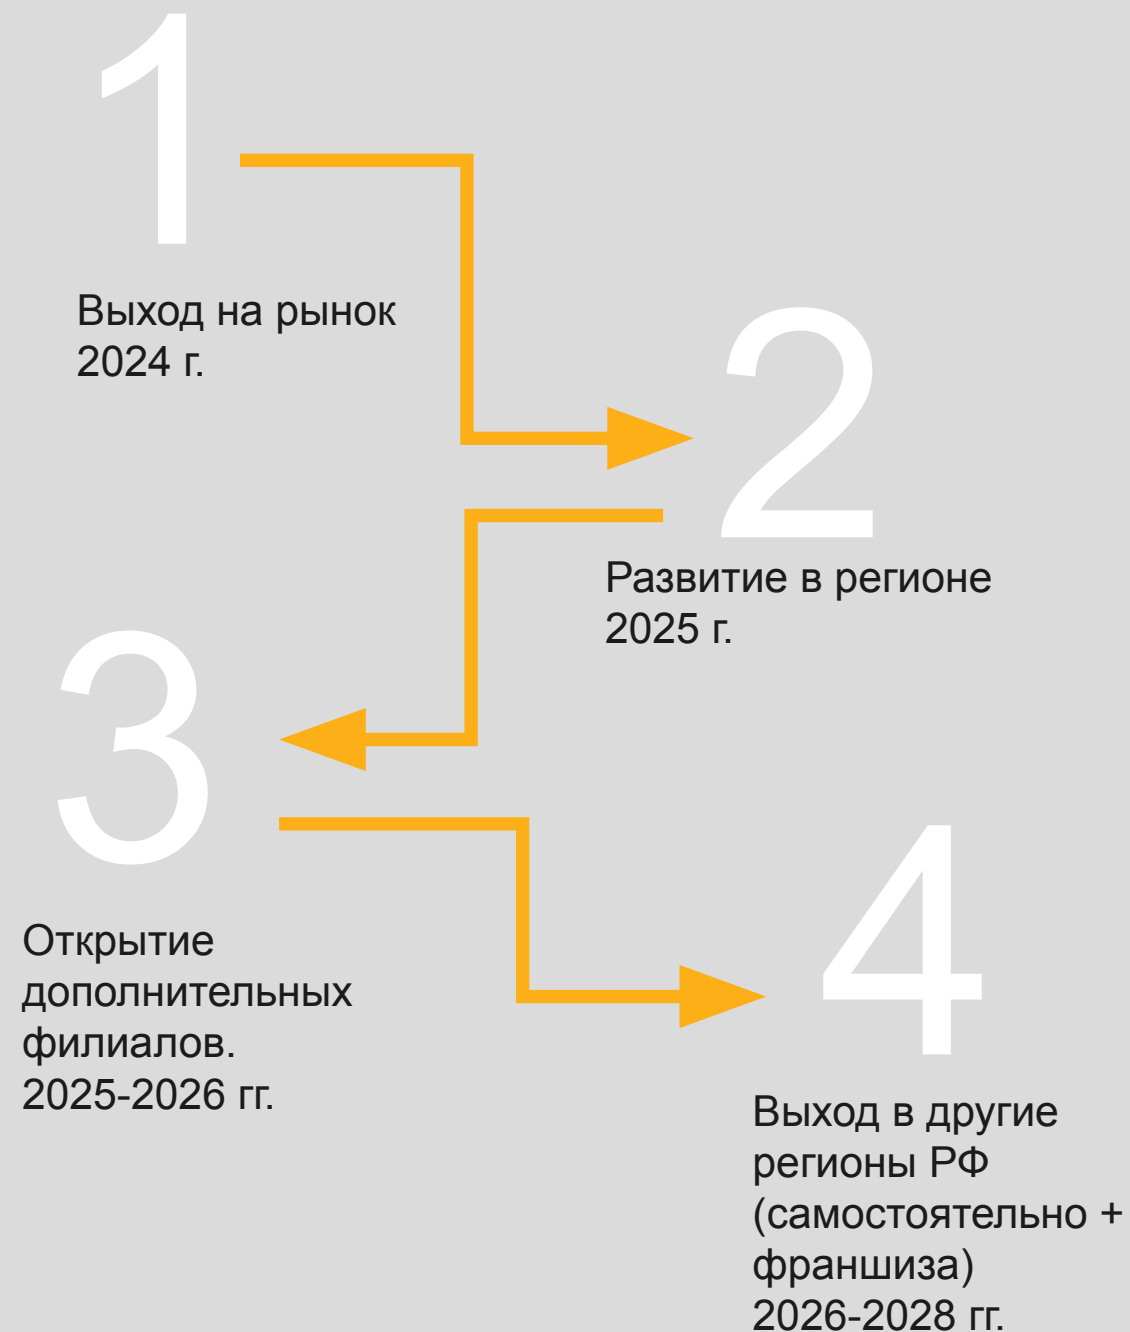 1
Выход на рынок
2024 г.
2
Развитие в регионе
2025 г.
3
Открытие
дополнительных
филиалов.
2025-2026 гг.
4
Выход в другие
регионы РФ
(самостоятельно +
франшиза)
2026-2028 гг.